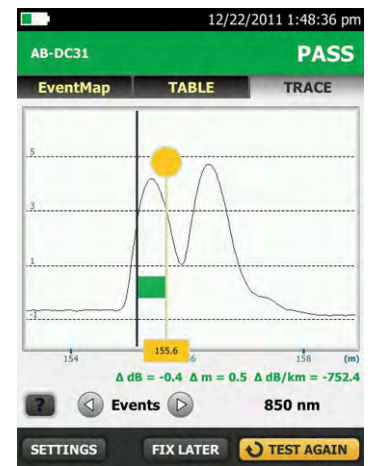 12/22/2011 1:48:36 pm
AB-DC31 PASS
EventMap TABLE TRACE
5
3
1
-1
154 155.6 6 158 (m)
Δ dB = -0.4 Δ m = 0.5 Δ dB/km = -752.4
? Events 850 nm
SETTINGS FIX LATER TEST AGAIN